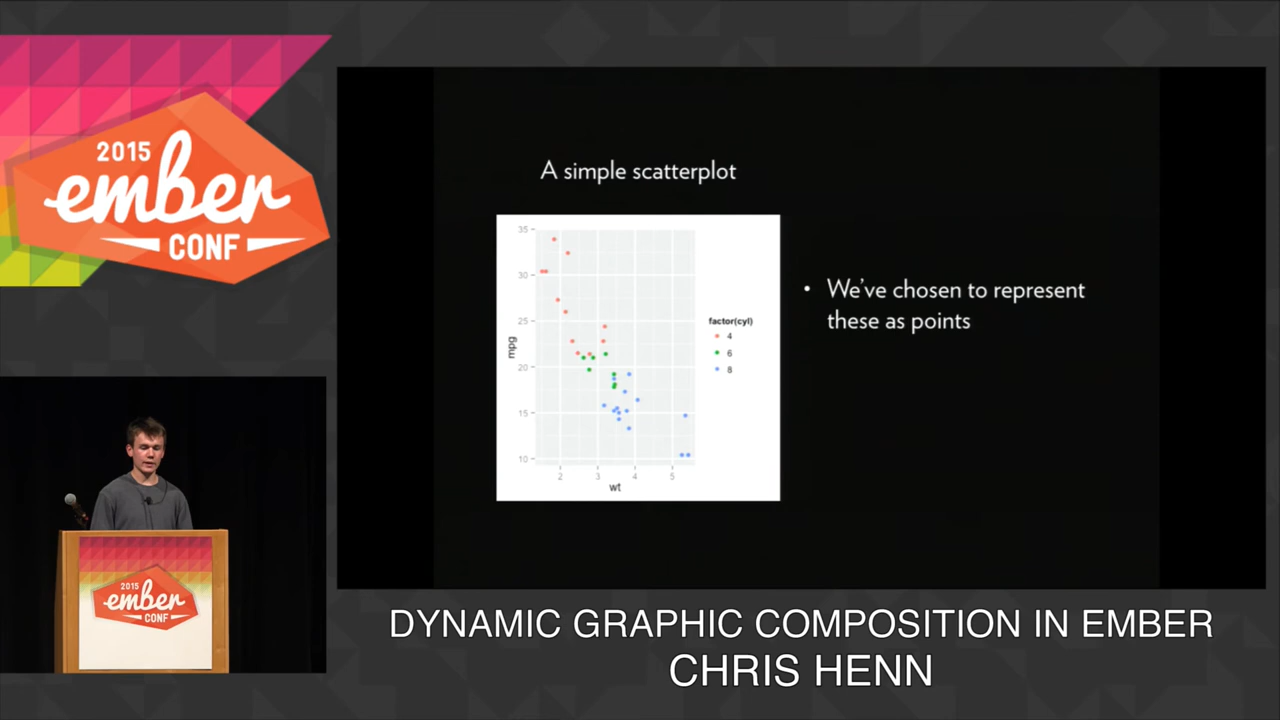 2015
ember
CONF
A simple scatterplot
35
30
25
20
15
10
mpg
2
3
4
5
wt
factor(cyl)
4
6
8
• We've chosen to represent
these as points
2015
ember
CONF
DYNAMIC GRAPHIC COMPOSITION IN EMBER
CHRIS HENN